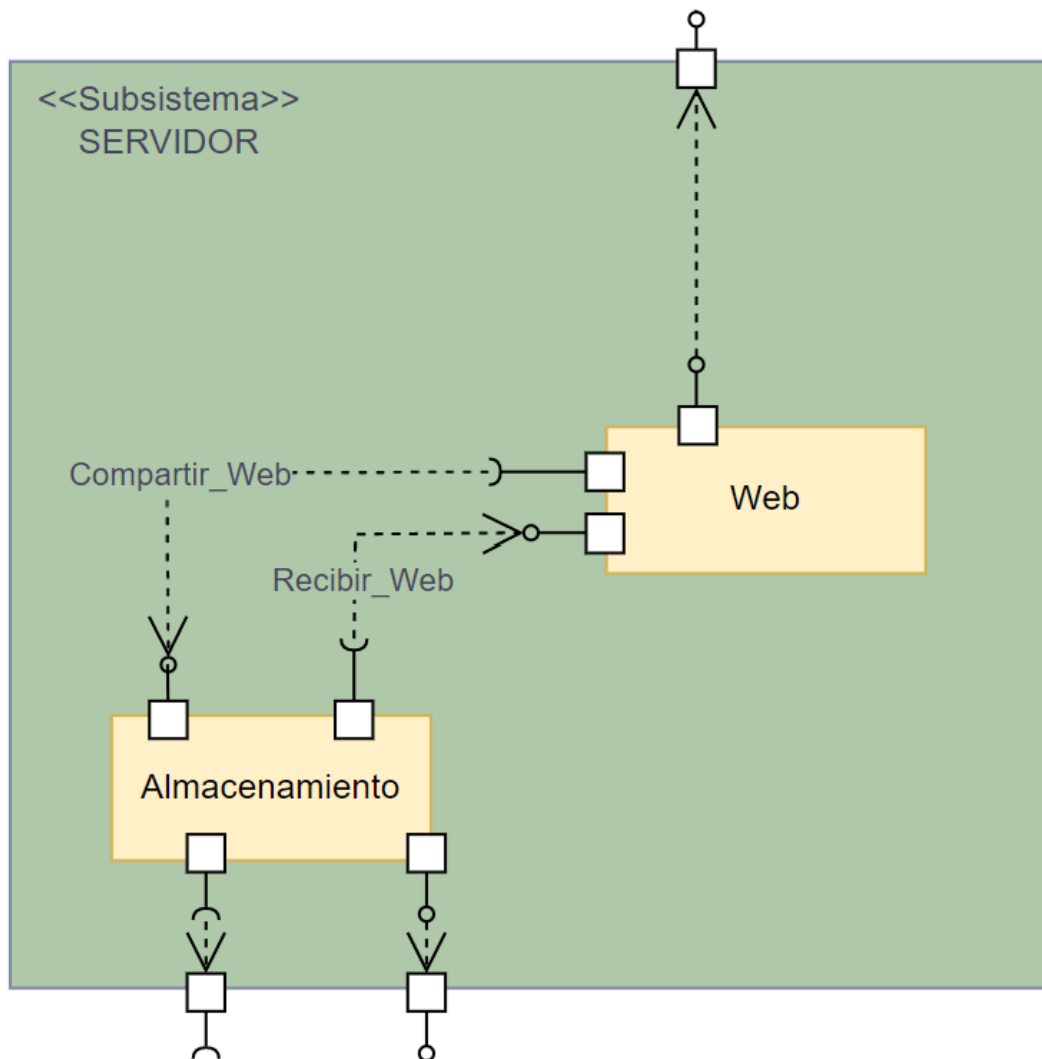 <<Subsistema>>
SERVIDOR
Compartir_Web
Web
Recibir_Web
Almacenamiento